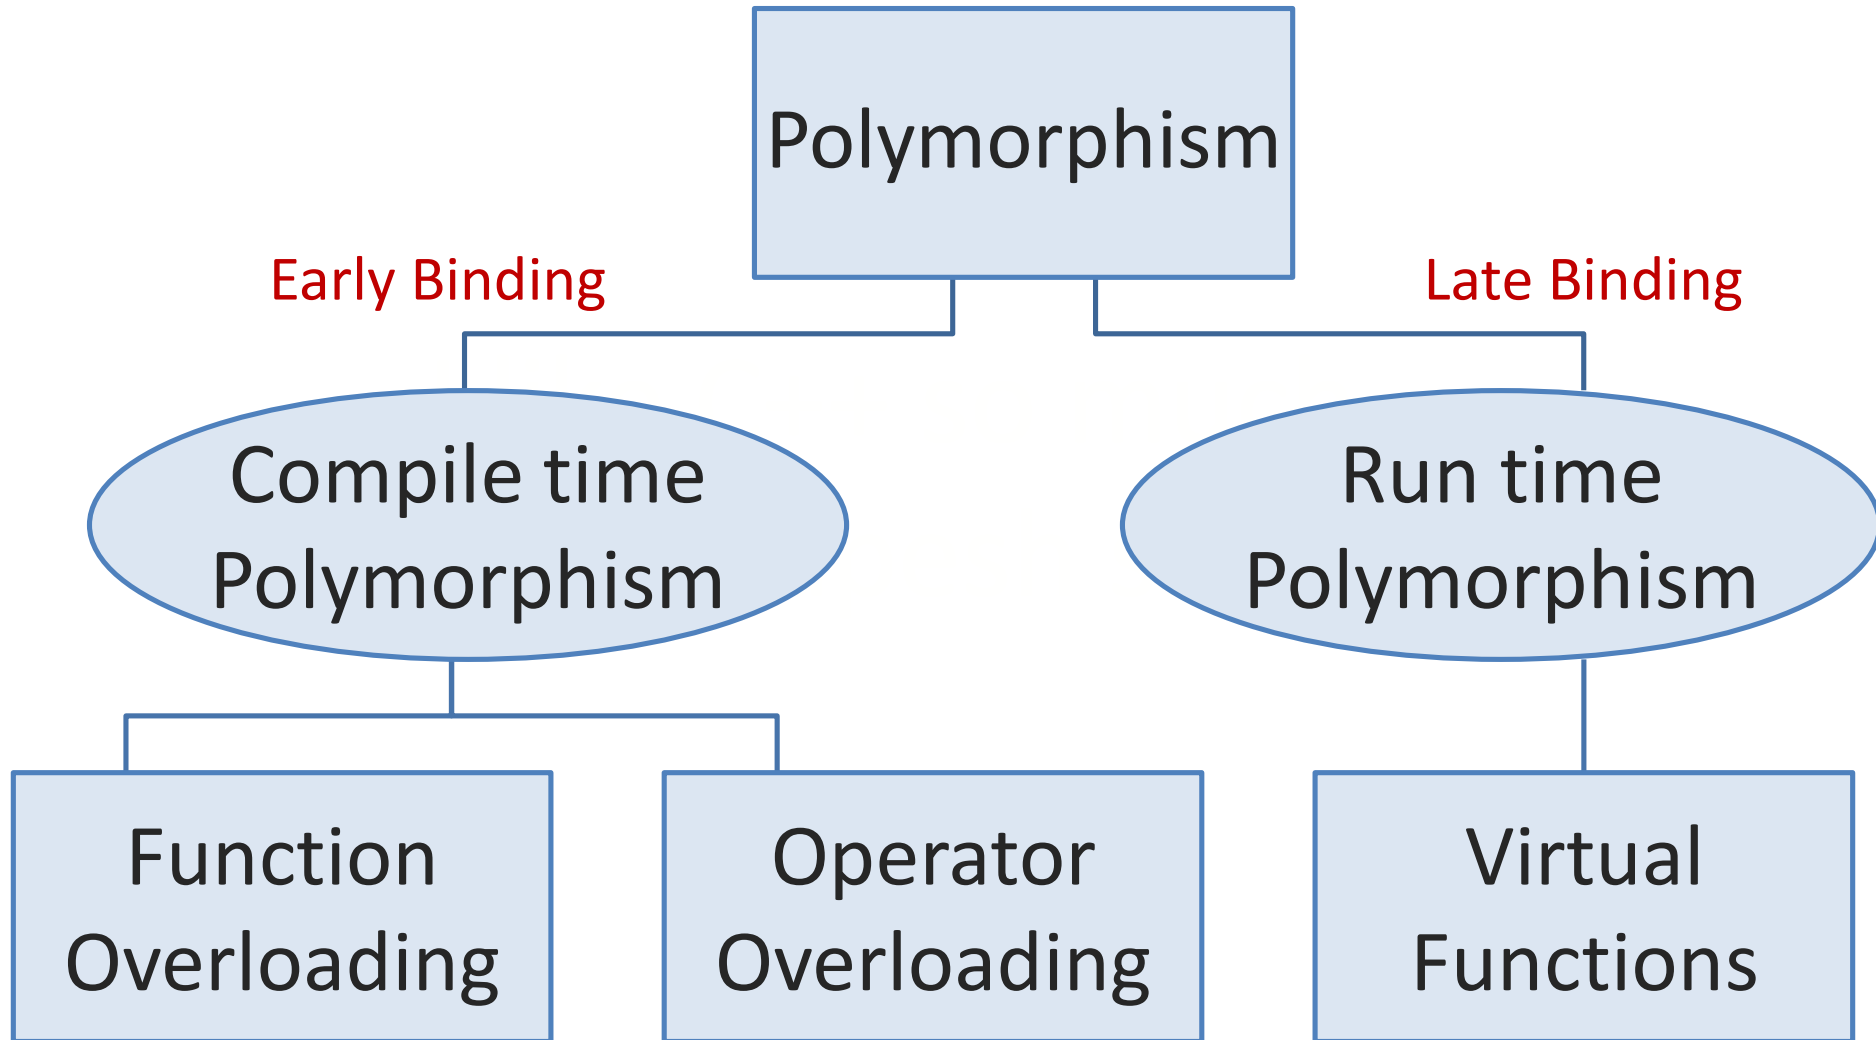 Polymorphism
Early Binding
Late Binding
Compile time
Polymorphism
Run time
Polymorphism
Function
Overloading
Operator
Overloading
Virtual
Functions